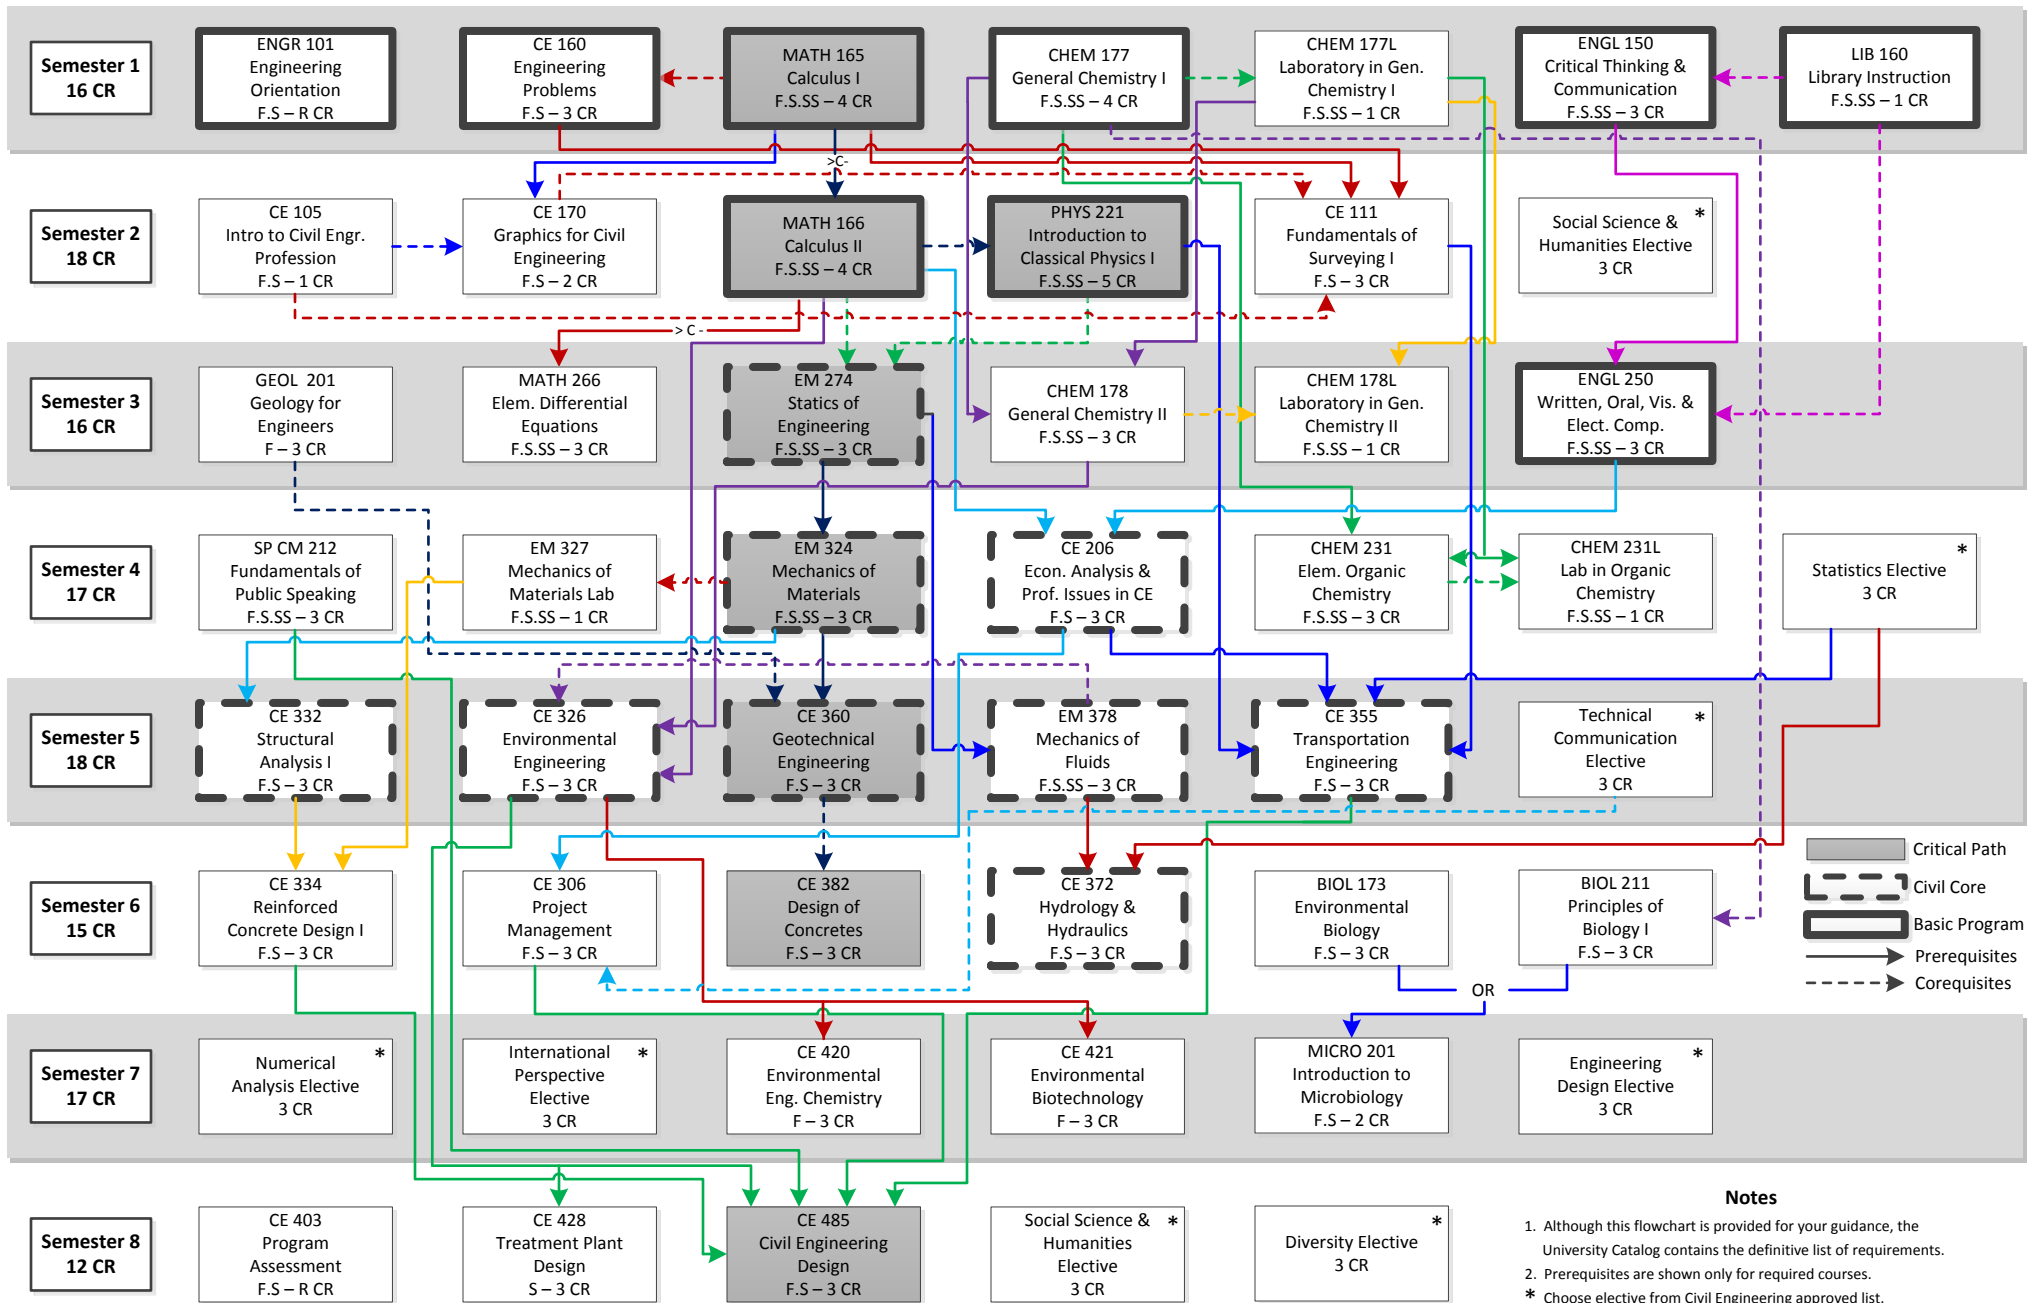 Semester 1
16 CR
ENGR 101
Engineering
Orientation
F.S – R CR
CE 160
Engineering
Problems
F.S – 3 CR
MATH 165
Calculus I
F.S.SS – 4 CR
CHEM 177
General Chemistry I
F.S.SS – 4 CR
CHEM 177L
Laboratory in Gen.
Chemistry I
F.S.SS – 1 CR
ENGL 150
Critical Thinking &
Communication
F.S.SS – 3 CR
LIB 160
Library Instruction
F.S.SS – 1 CR
>C-
Semester 2
18 CR
CE 105
Intro to Civil Engr.
Profession
F.S – 1 CR
CE 170
Graphics for Civil
Engineering
F.S – 2 CR
MATH 166
Calculus II
F.S.SS – 4 CR
PHYS 221
Introduction to
Classical Physics I
F.S.SS – 5 CR
CE 111
Fundamentals of
Surveying I
F.S – 3 CR
Social Science & *
Humanities Elective
3 CR
> C -
Semester 3
16 CR
GEOL 201
Geology for
Engineers
F – 3 CR
MATH 266
Elem. Differential
Equations
F.S.SS – 3 CR
EM 274
Statics of
Engineering
F.S.SS – 3 CR
CHEM 178
General Chemistry II
F.S.SS – 3 CR
CHEM 178L
Laboratory in Gen.
Chemistry II
F.S.SS – 1 CR
ENGL 250
Written, Oral, Vis. &
Elect. Comp.
F.S.SS – 3 CR
Semester 4
17 CR
SP CM 212
Fundamentals of
Public Speaking
F.S.SS – 3 CR
EM 327
Mechanics of
Materials Lab
F.S.SS – 1 CR
EM 324
Mechanics of
Materials
F.S.SS – 3 CR
CE 206
Econ. Analysis &
Prof. Issues in CE
F.S – 3 CR
CHEM 231
Elem. Organic
Chemistry
F.S.SS – 3 CR
CHEM 231L
Lab in Organic
Chemistry
F.S.SS – 1 CR
*
Statistics Elective
3 CR
Semester 5
18 CR
CE 332
Structural
Analysis I
F.S – 3 CR
CE 326
Environmental
Engineering
F.S – 3 CR
CE 360
Geotechnical
Engineering
F.S – 3 CR
EM 378
Mechanics of
Fluids
F.S.SS – 3 CR
CE 355
Transportation
Engineering
F.S – 3 CR
Technical *
Communication
Elective
3 CR
Semester 6
15 CR
CE 334
Reinforced
Concrete Design I
F.S – 3 CR
CE 306
Project
Management
F.S – 3 CR
CE 382
Design of
Concretes
F.S – 3 CR
CE 372
Hydrology &
Hydraulics
F.S – 3 CR
BIOL 173
Environmental
Biology
F.S – 3 CR
BIOL 211
Principles of
Biology I
F.S – 3 CR
Critical Path
Civil Core
Basic Program
Prerequisites
Corequisites
OR
Semester 7
17 CR
Numerical *
Analysis Elective
3 CR
International *
Perspective
Elective
3 CR
CE 420
Environmental
Eng. Chemistry
F – 3 CR
CE 421
Environmental
Biotechnology
F – 3 CR
MICRO 201
Introduction to
Microbiology
F.S – 2 CR
Engineering *
Design Elective
3 CR
Semester 8
12 CR
CE 403
Program
Assessment
F.S – R CR
CE 428
Treatment Plant
Design
S – 3 CR
CE 485
Civil Engineering
Design
F.S – 3 CR
Social Science & *
Humanities
Elective
3 CR
*
Diversity Elective
3 CR
Notes
1. Although this flowchart is provided for your guidance, the
University Catalog contains the definitive list of requirements.
2. Prerequisites are shown only for required courses.
* Choose elective from Civil Engineering approved list.